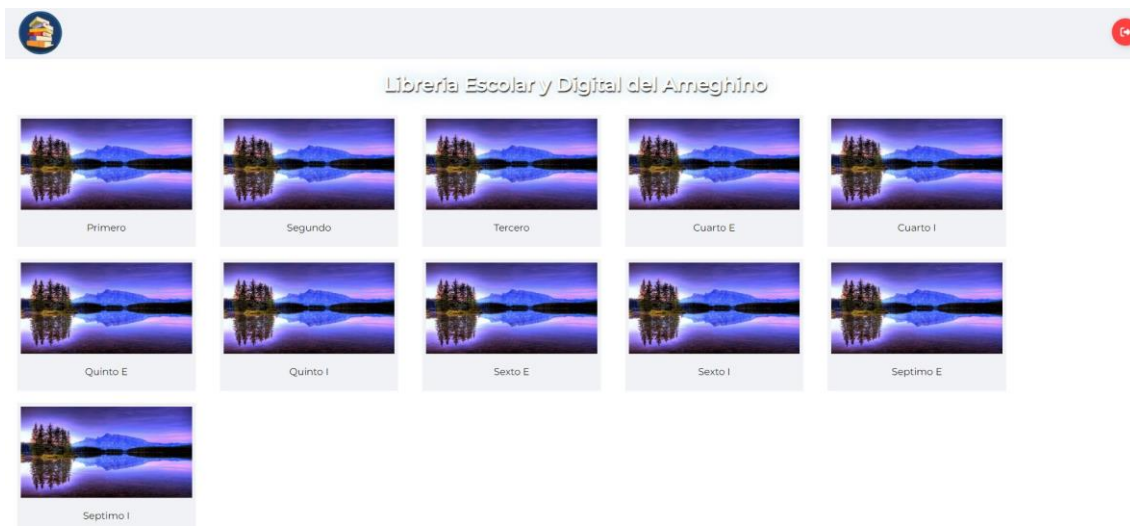 Libreria Escolar y Digital del Ameghino
Primero
Segundo
Tercero
Cuarto E
Cuarto I
Quinto E
Quinto I
Sexto E
Sexto I
Septimo E
Septimo I